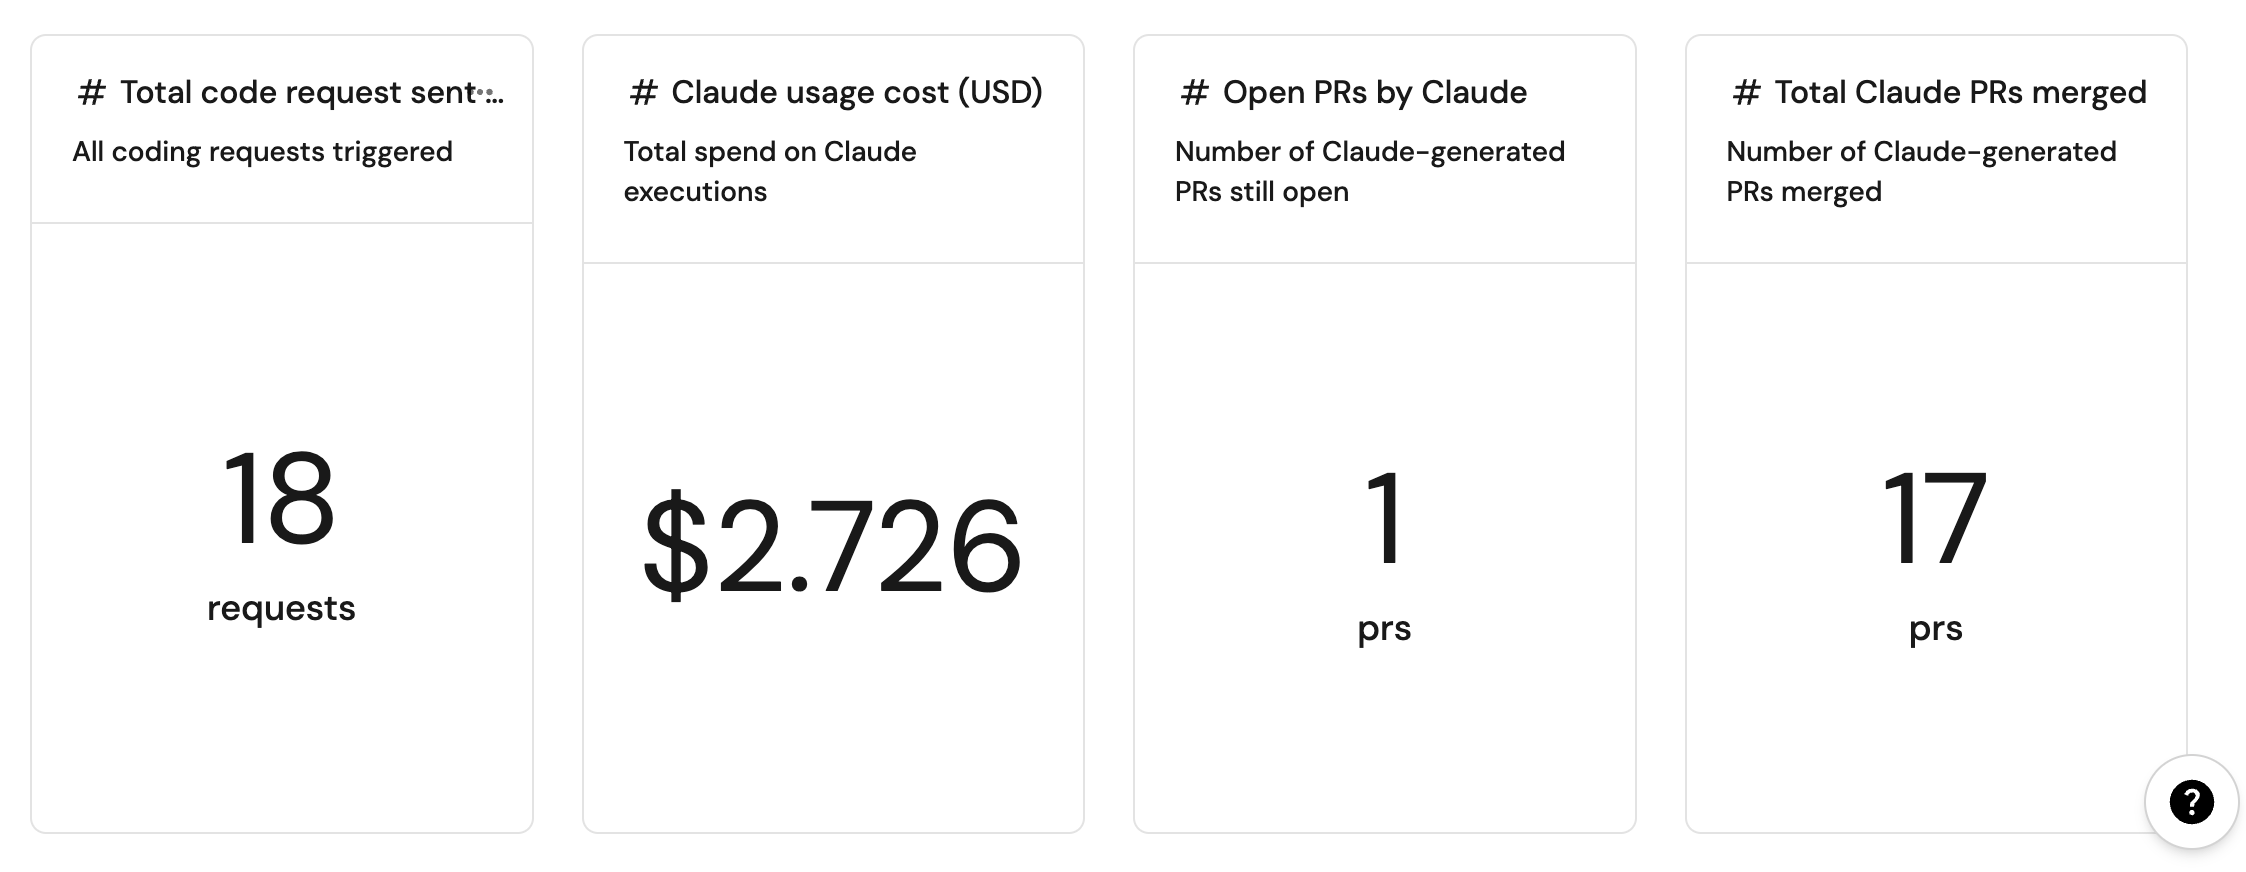 # Total code request sent...
All coding requests triggered
18
requests
# Claude usage cost (USD)
Total spend on Claude
executions
$2.726
# Open PRs by Claude
Number of Claude-generated
PRs still open
1
prs
# Total Claude PRs merged
Number of Claude-generated
PRs merged
17
prs
?